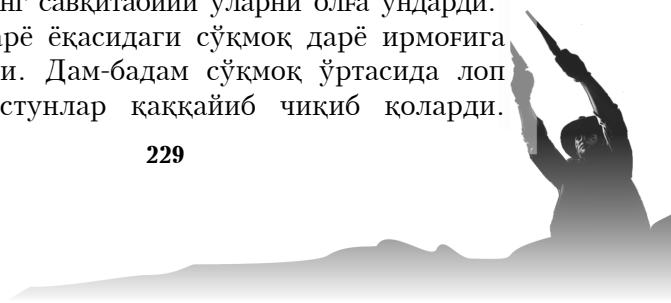 нг савқитабиий уларни олға ундарди.
арё ёқасидаги сўқмоқ дарё ирмоғига
и. Дам-бадам сўқмоқ ўртасида лоп
стунлар қаққайиб чиқиб қоларди.
229